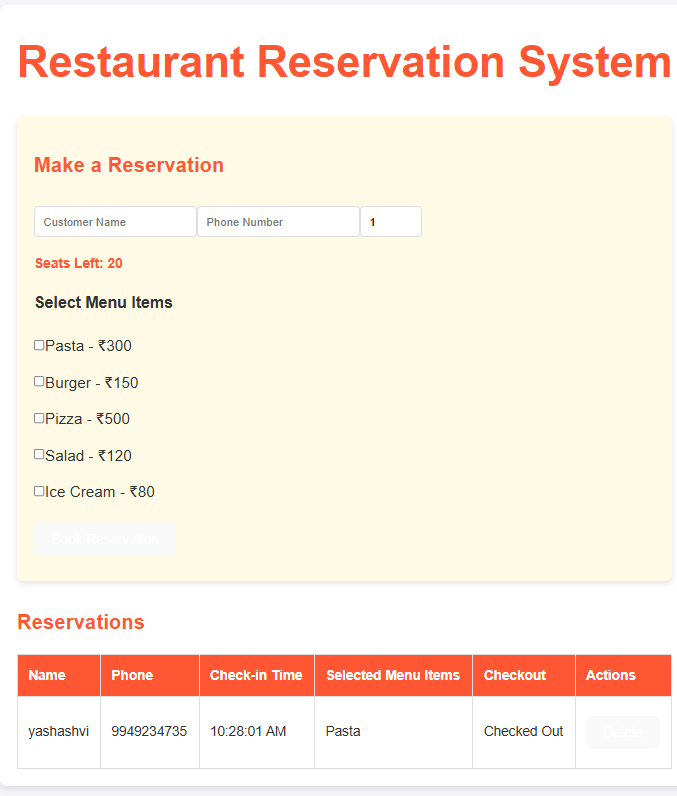 Restaurant Reservation System
Make a Reservation
Customer Name Phone Number 1
Seats Left: 20
Select Menu Items
Pasta - ₹300
Burger - ₹150
Pizza - ₹500
Salad - ₹120
Ice Cream - ₹80
Book Reservation
Reservations
Name Phone Check-in Time Selected Menu Items Checkout Actions
yashashvi 9949234735 10:28:01 AM Pasta Checked Out Delete